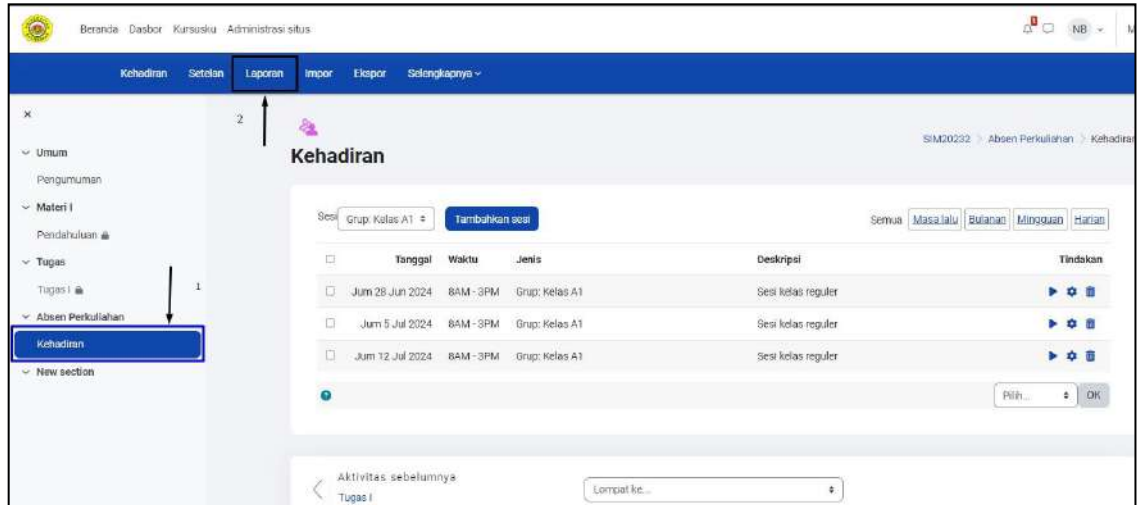 Beranda Dasbor Kursusku Administrasi situs NB
Kehadiran Setelan Laporan Impor Ekspor Selengkapnya
2
Umum
Pengumuman
Materi I
Pendahuluan
Tugas
Tugas I
1
Absen Perkuliahan
Kehadiran
New section
SIM20232 > Absen Perkuliahan > Kehadiran
Kehadiran
Sesi Grup: Kelas A1 Tambahkan sesi Semua Masa lalu Bulanan Mingguan Harian
Tanggal Waktu Jenis Deskripsi Tindakan
Jum 28 Jun 2024 8AM - 3PM Grup: Kelas A1 Sesi kelas reguler
Jum 5 Jul 2024 8AM - 3PM Grup: Kelas A1 Sesi kelas reguler
Jum 12 Jul 2024 8AM - 3PM Grup: Kelas A1 Sesi kelas reguler
Pilih... OK
Aktivitas sebelumnya
Tugas I
Lompat ke...